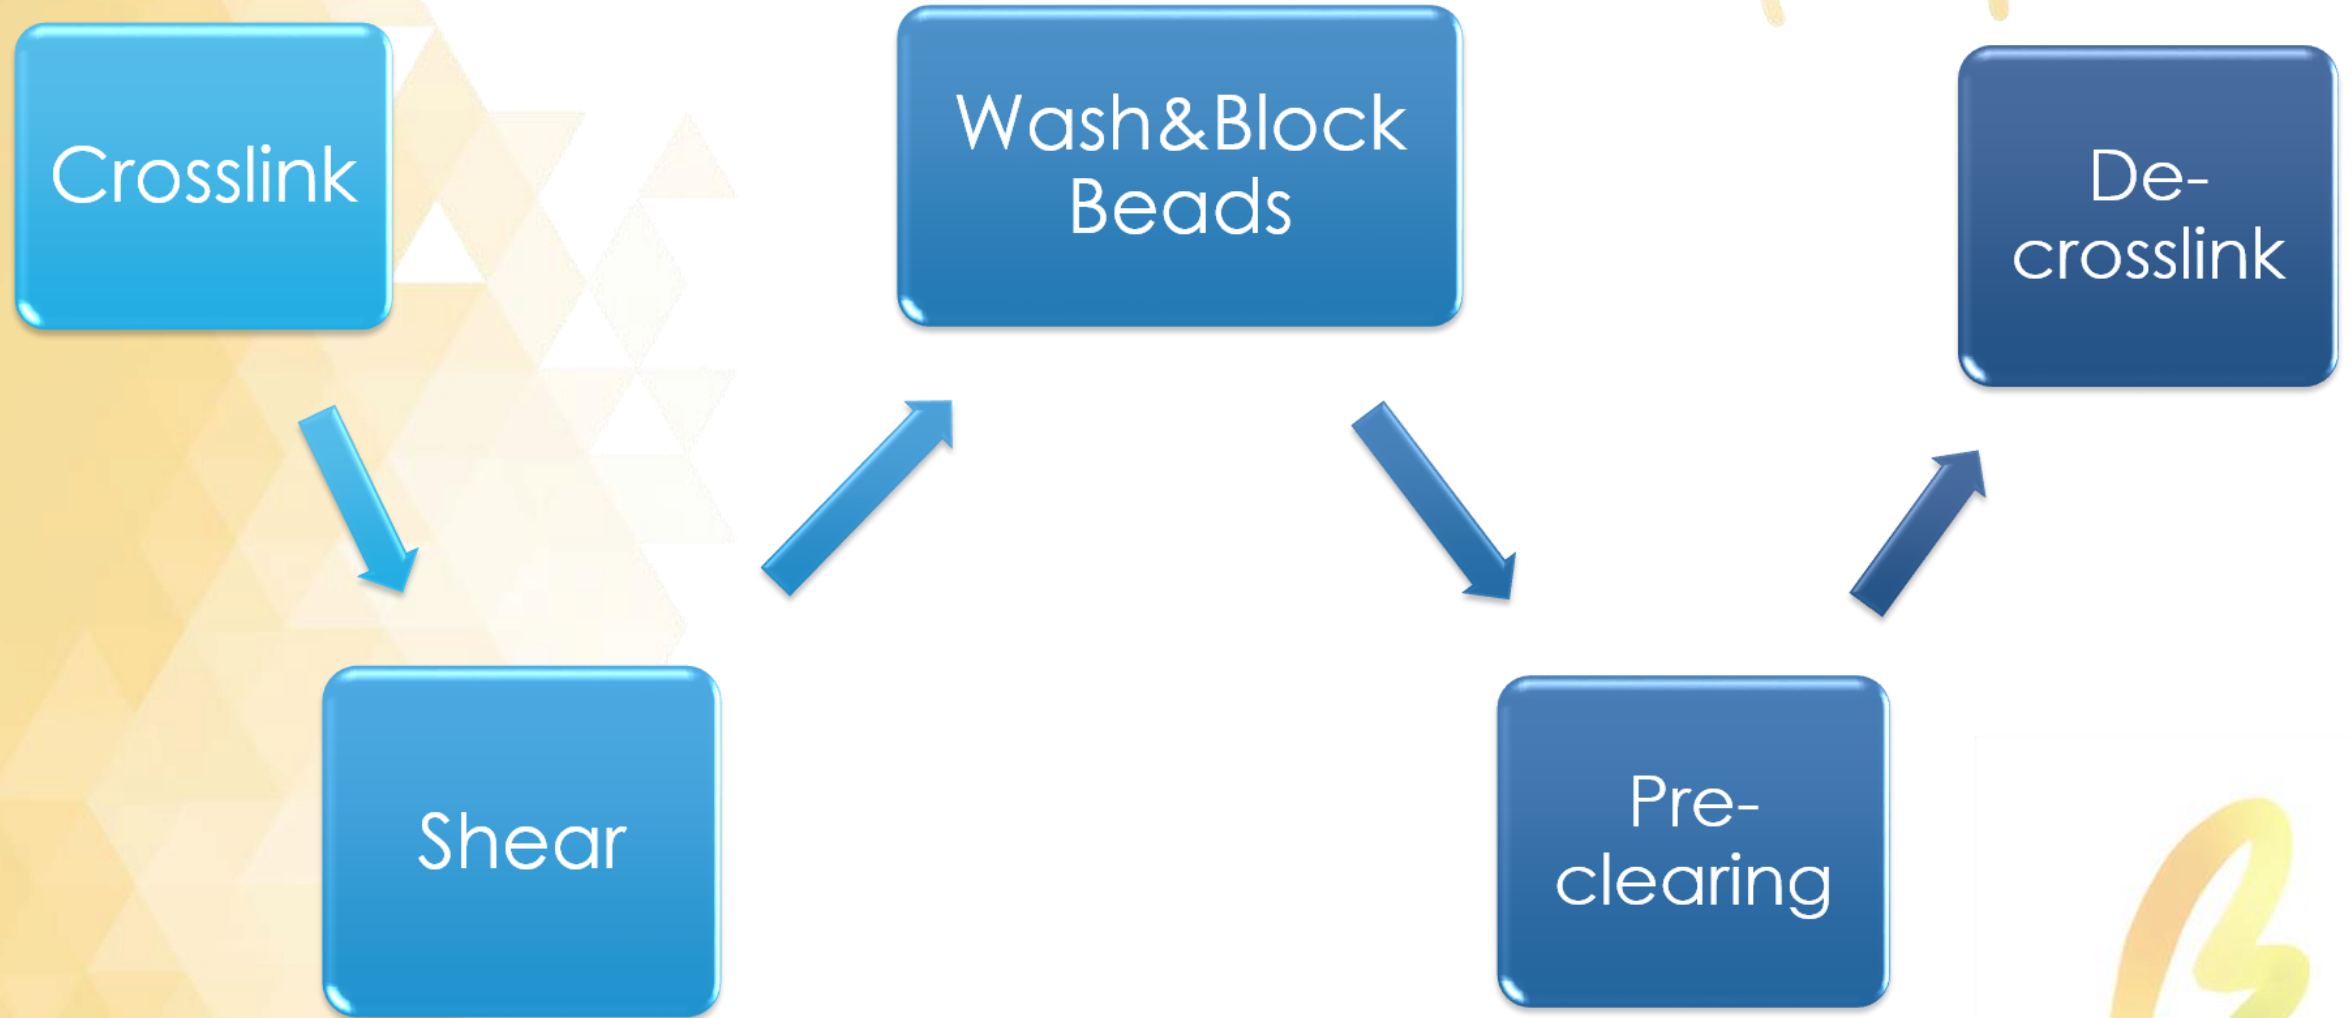 Crosslink
Shear
Wash&Block
Beads
Pre-
clearing
De-
crosslink